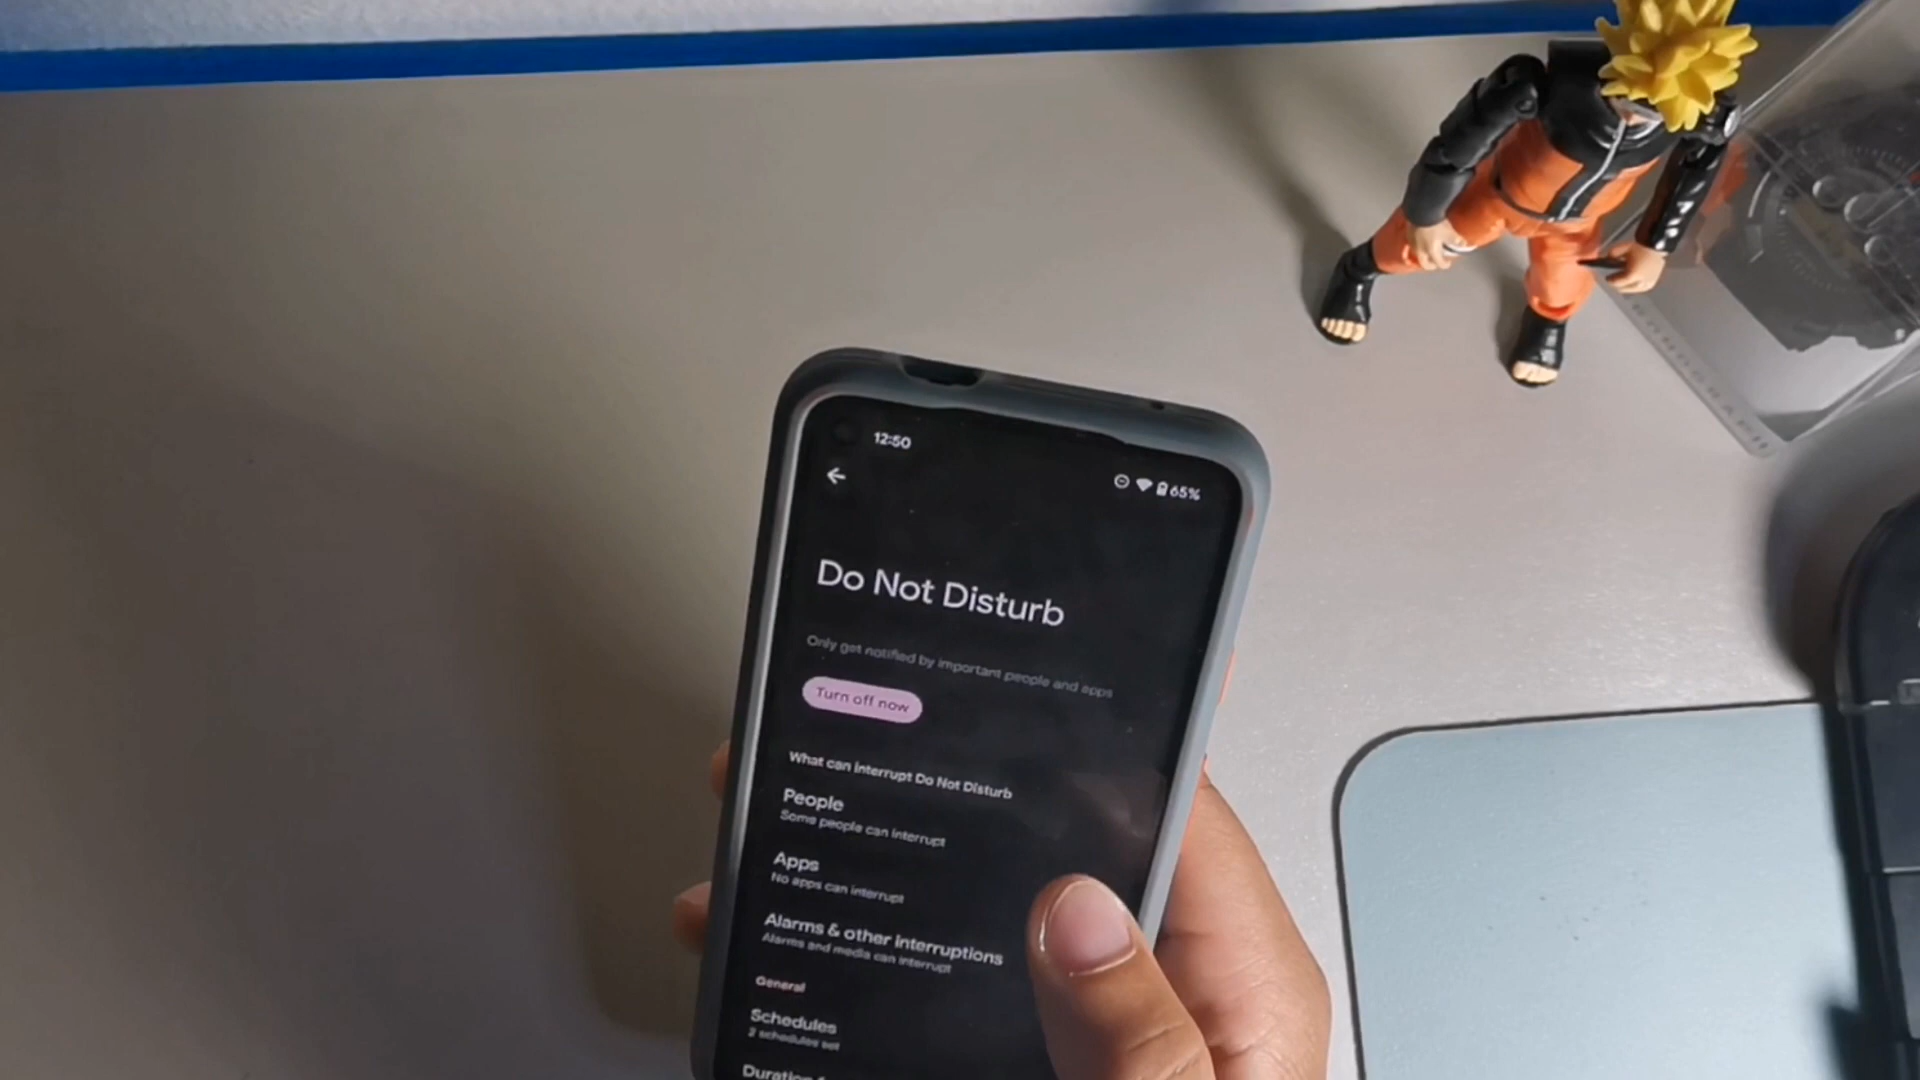 12:50
65%
Do Not Disturb
Only get notified by important people and apps
Turn off now
What can interrupt Do Not Disturb
People
Some people can interrupt
Apps
No apps can interrupt
Alarms & other interruptions
Alarms and media can interrupt
General
Schedules
2 schedules set
Duration